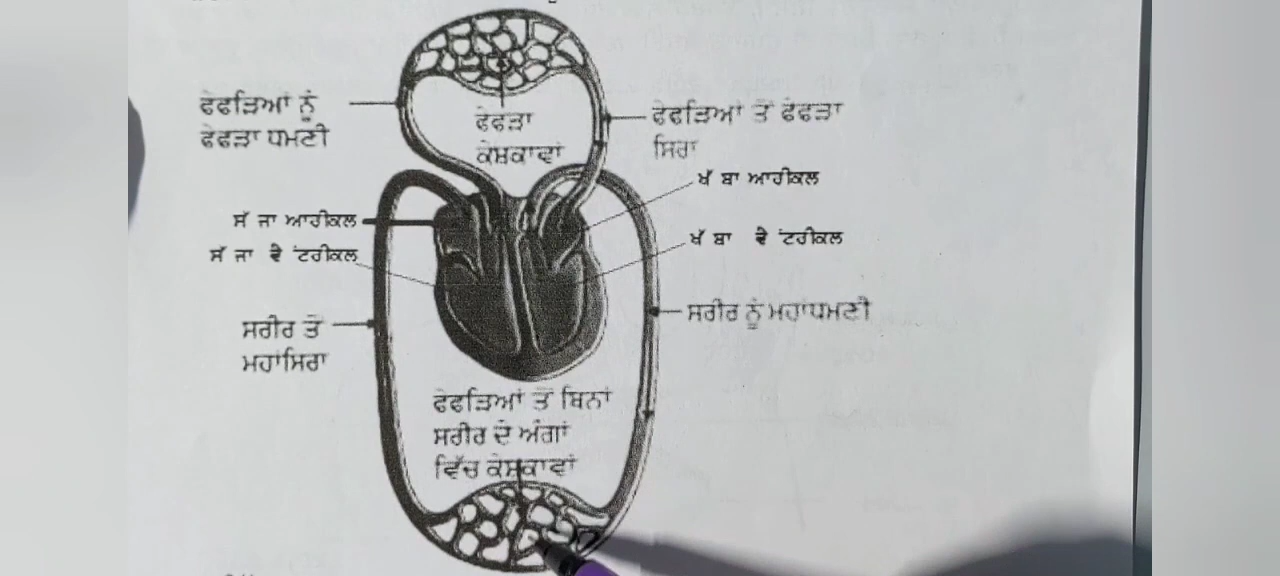 ਫੇਫੜਿਆਂ ਨੂੰ
ਫੇਫੜਾ ਧਮਣੀ
ਫੇਫੜਾ
ਕੇਸ਼ਕਾਵਾਂ
ਫੇਫੜਿਆਂ ਤੋਂ ਫੇਫੜਾ
ਸਿਰਾ
ਖੱ ਬਾ ਆਰੀਕਲ
ਸੱ ਜਾ ਆਰੀਕਲ
ਖੱ ਬਾ ਵੈ ਟਰੀਕਲ
ਸੱ ਜਾ ਵੈ ਟਰੀਕਲ
ਸਰੀਰ ਨੂੰ ਮਹਾਂਧਮਣੀ
ਸਰੀਰ ਤੋਂ
ਮਹਾਂਸਿਰਾ
ਫੇਫੜਿਆਂ ਤੋਂ ਬਿਨਾਂ
ਸਰੀਰ ਦੇ ਅੰਗਾਂ
ਵਿੱਚ ਕੇਸ਼ਕਾਵਾਂ